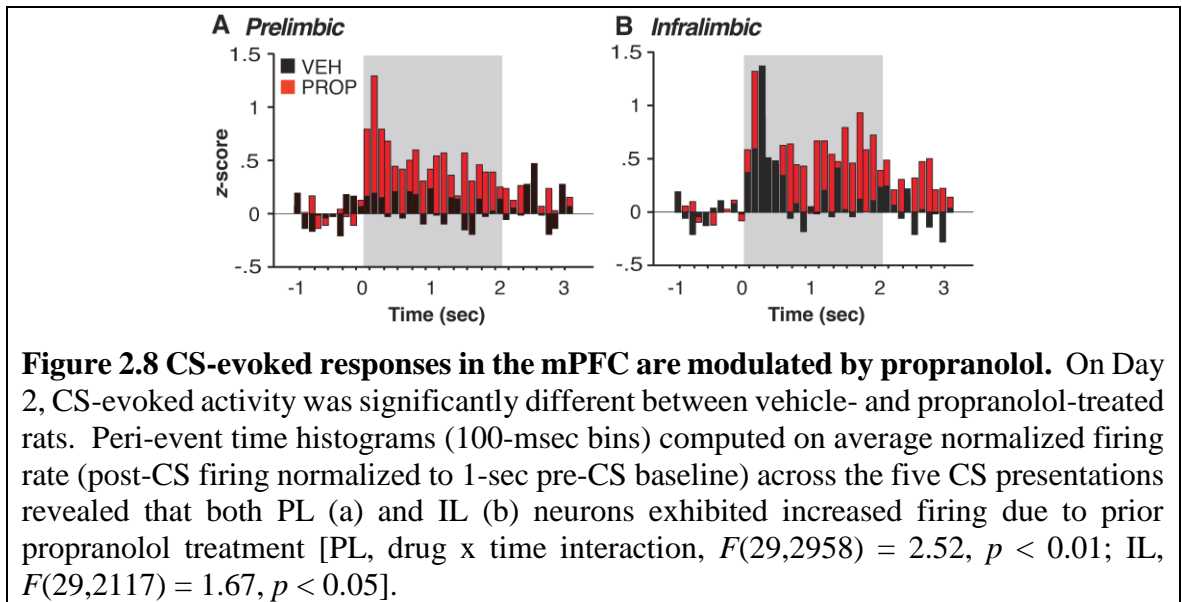 A Prelimbic
B Infralimbic
1.5
1
.5
0
-.5
z-score
VEH
PROP
-1 0 1 2 3
Time (sec)
1.5
1
.5
0
-.5
-1 0 1 2 3
Time (sec)
Figure 2.8 CS-evoked responses in the mPFC are modulated by propranolol. On Day
2, CS-evoked activity was significantly different between vehicle- and propranolol-treated
rats. Peri-event time histograms (100-msec bins) computed on average normalized firing
rate (post-CS firing normalized to 1-sec pre-CS baseline) across the five CS presentations
revealed that both PL (a) and IL (b) neurons exhibited increased firing due to prior
propranolol treatment [PL, drug x time interaction, F(29,2958) = 2.52, p < 0.01; IL,
F(29,2117) = 1.67, p < 0.05].